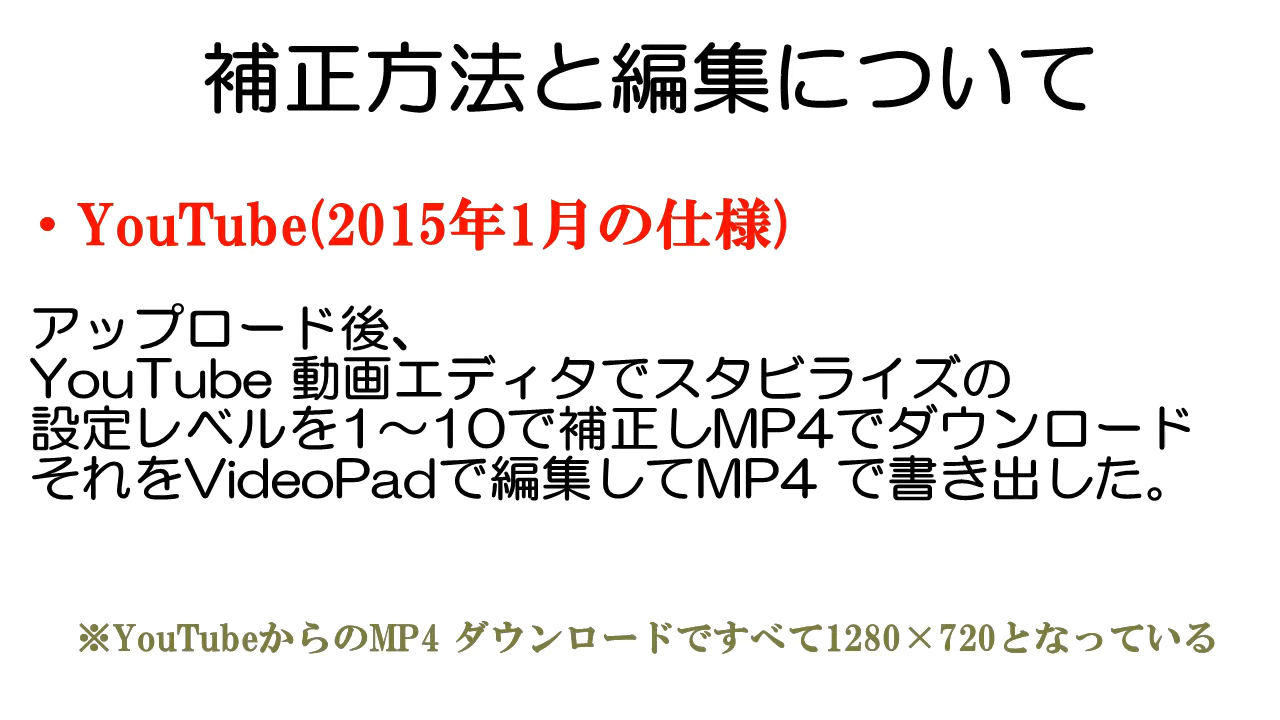 補正方法と編集について
・YouTube(2015年1月の仕様)
アップロード後、
YouTube 動画エディタでスタビライズの
設定レベルを1～10で補正しMP4でダウンロード
それをVideoPadで編集してMP4 で書き出した。
※YouTubeからのMP4 ダウンロードですべて1280×720となっている